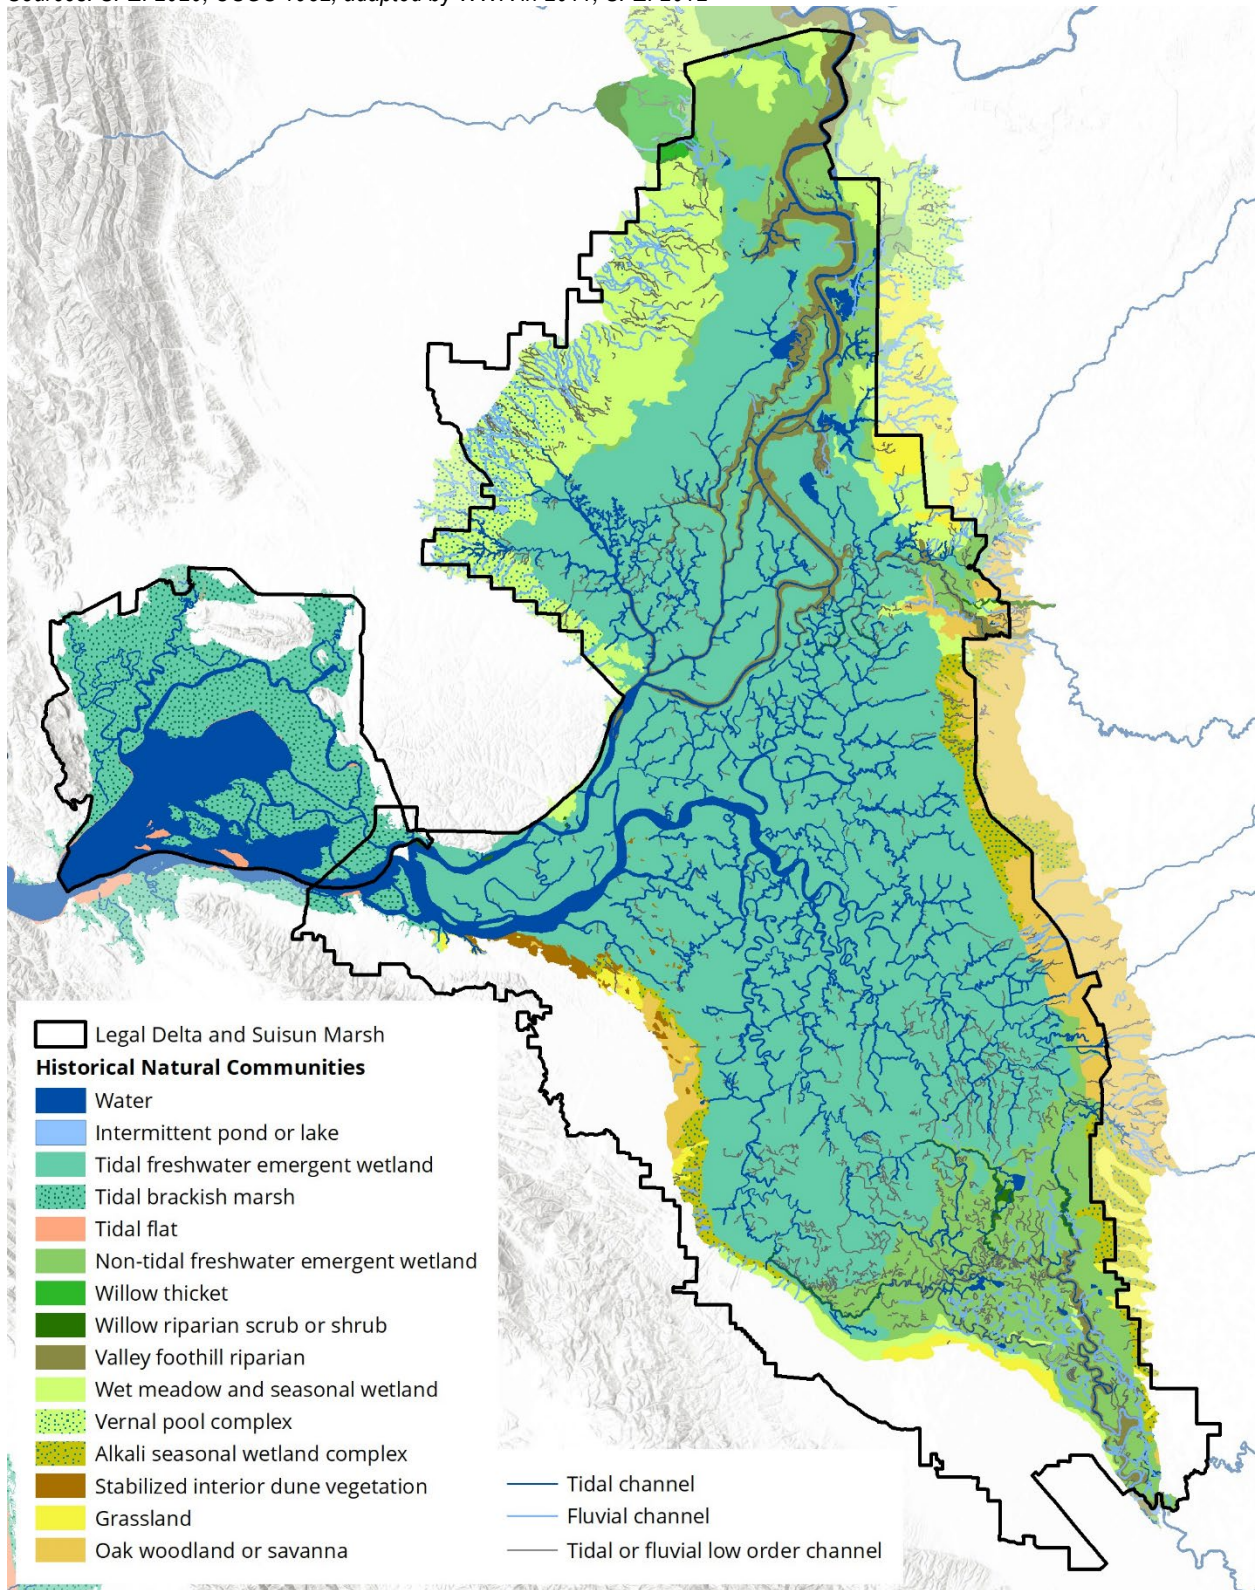 Legal Delta and Suisun Marsh
Historical Natural Communities
Water
Intermittent pond or lake
Tidal freshwater emergent wetland
Tidal brackish marsh
Tidal flat
Non-tidal freshwater emergent wetland
Willow thicket
Willow riparian scrub or shrub
Valley foothill riparian
Wet meadow and seasonal wetland
Vernal pool complex
Alkali seasonal wetland complex
Stabilized interior dune vegetation
Grassland
Oak woodland or savanna
Tidal channel
Fluvial channel
Tidal or fluvial low order channel